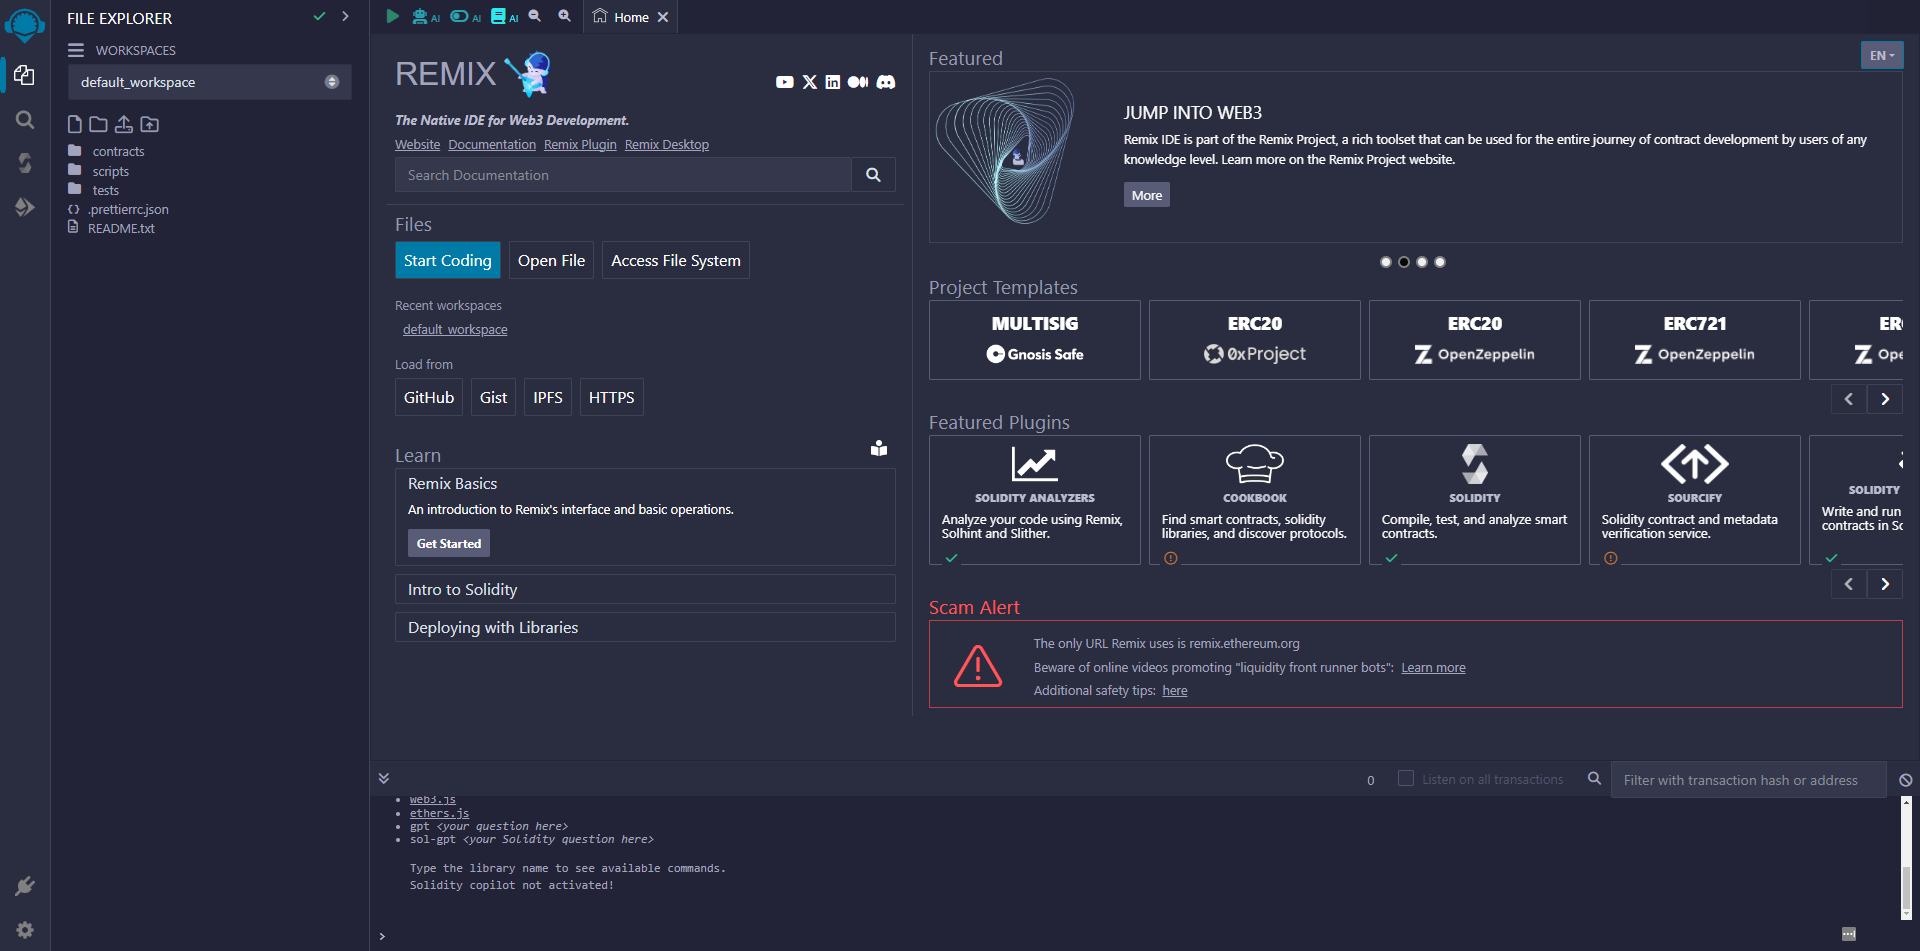 FILE EXPLORER
WORKSPACES
default_workspace
contracts
scripts
tests
.prettierrc.json
README.txt
AI
AI
AI
Home
REMIX
The Native IDE for Web3 Development.
Website Documentation Remix Plugin Remix Desktop
Search Documentation
Files
Start Coding Open File Access File System
Recent workspaces
default_workspace
Load from
GitHub Gist IPFS HTTPS
Learn
Remix Basics
An introduction to Remix's interface and basic operations.
Get Started
Intro to Solidity
Deploying with Libraries
Featured
EN
JUMP INTO WEB3
Remix IDE is part of the Remix Project, a rich toolset that can be used for the entire journey of contract development by users of any
knowledge level. Learn more on the Remix Project website.
More
Project Templates
MULTISIG
Gnosis Safe
ERC20
0xProject
ERC20
OpenZeppelin
ERC721
OpenZeppelin
Featured Plugins
SOLIDITY ANALYZERS
Analyze your code using Remix,
Solhint and Slither.
COOKBOOK
Find smart contracts, solidity
libraries, and discover protocols.
SOLIDITY
Compile, test, and analyze smart
contracts.
SOURCIFY
Solidity contract and metadata
verification service.
SOLIDITY
Write and run
contracts in
Scam Alert
The only URL Remix uses is remix.ethereum.org
Beware of online videos promoting "liquidity front runner bots": Learn more
Additional safety tips: here
0
Listen on all transactions
Filter with transaction hash or address
web3.js
ethers.js
gpt <your question here>
sol-gpt <your Solidity question here>
Type the library name to see available commands.
Solidity copilot not activated!
>